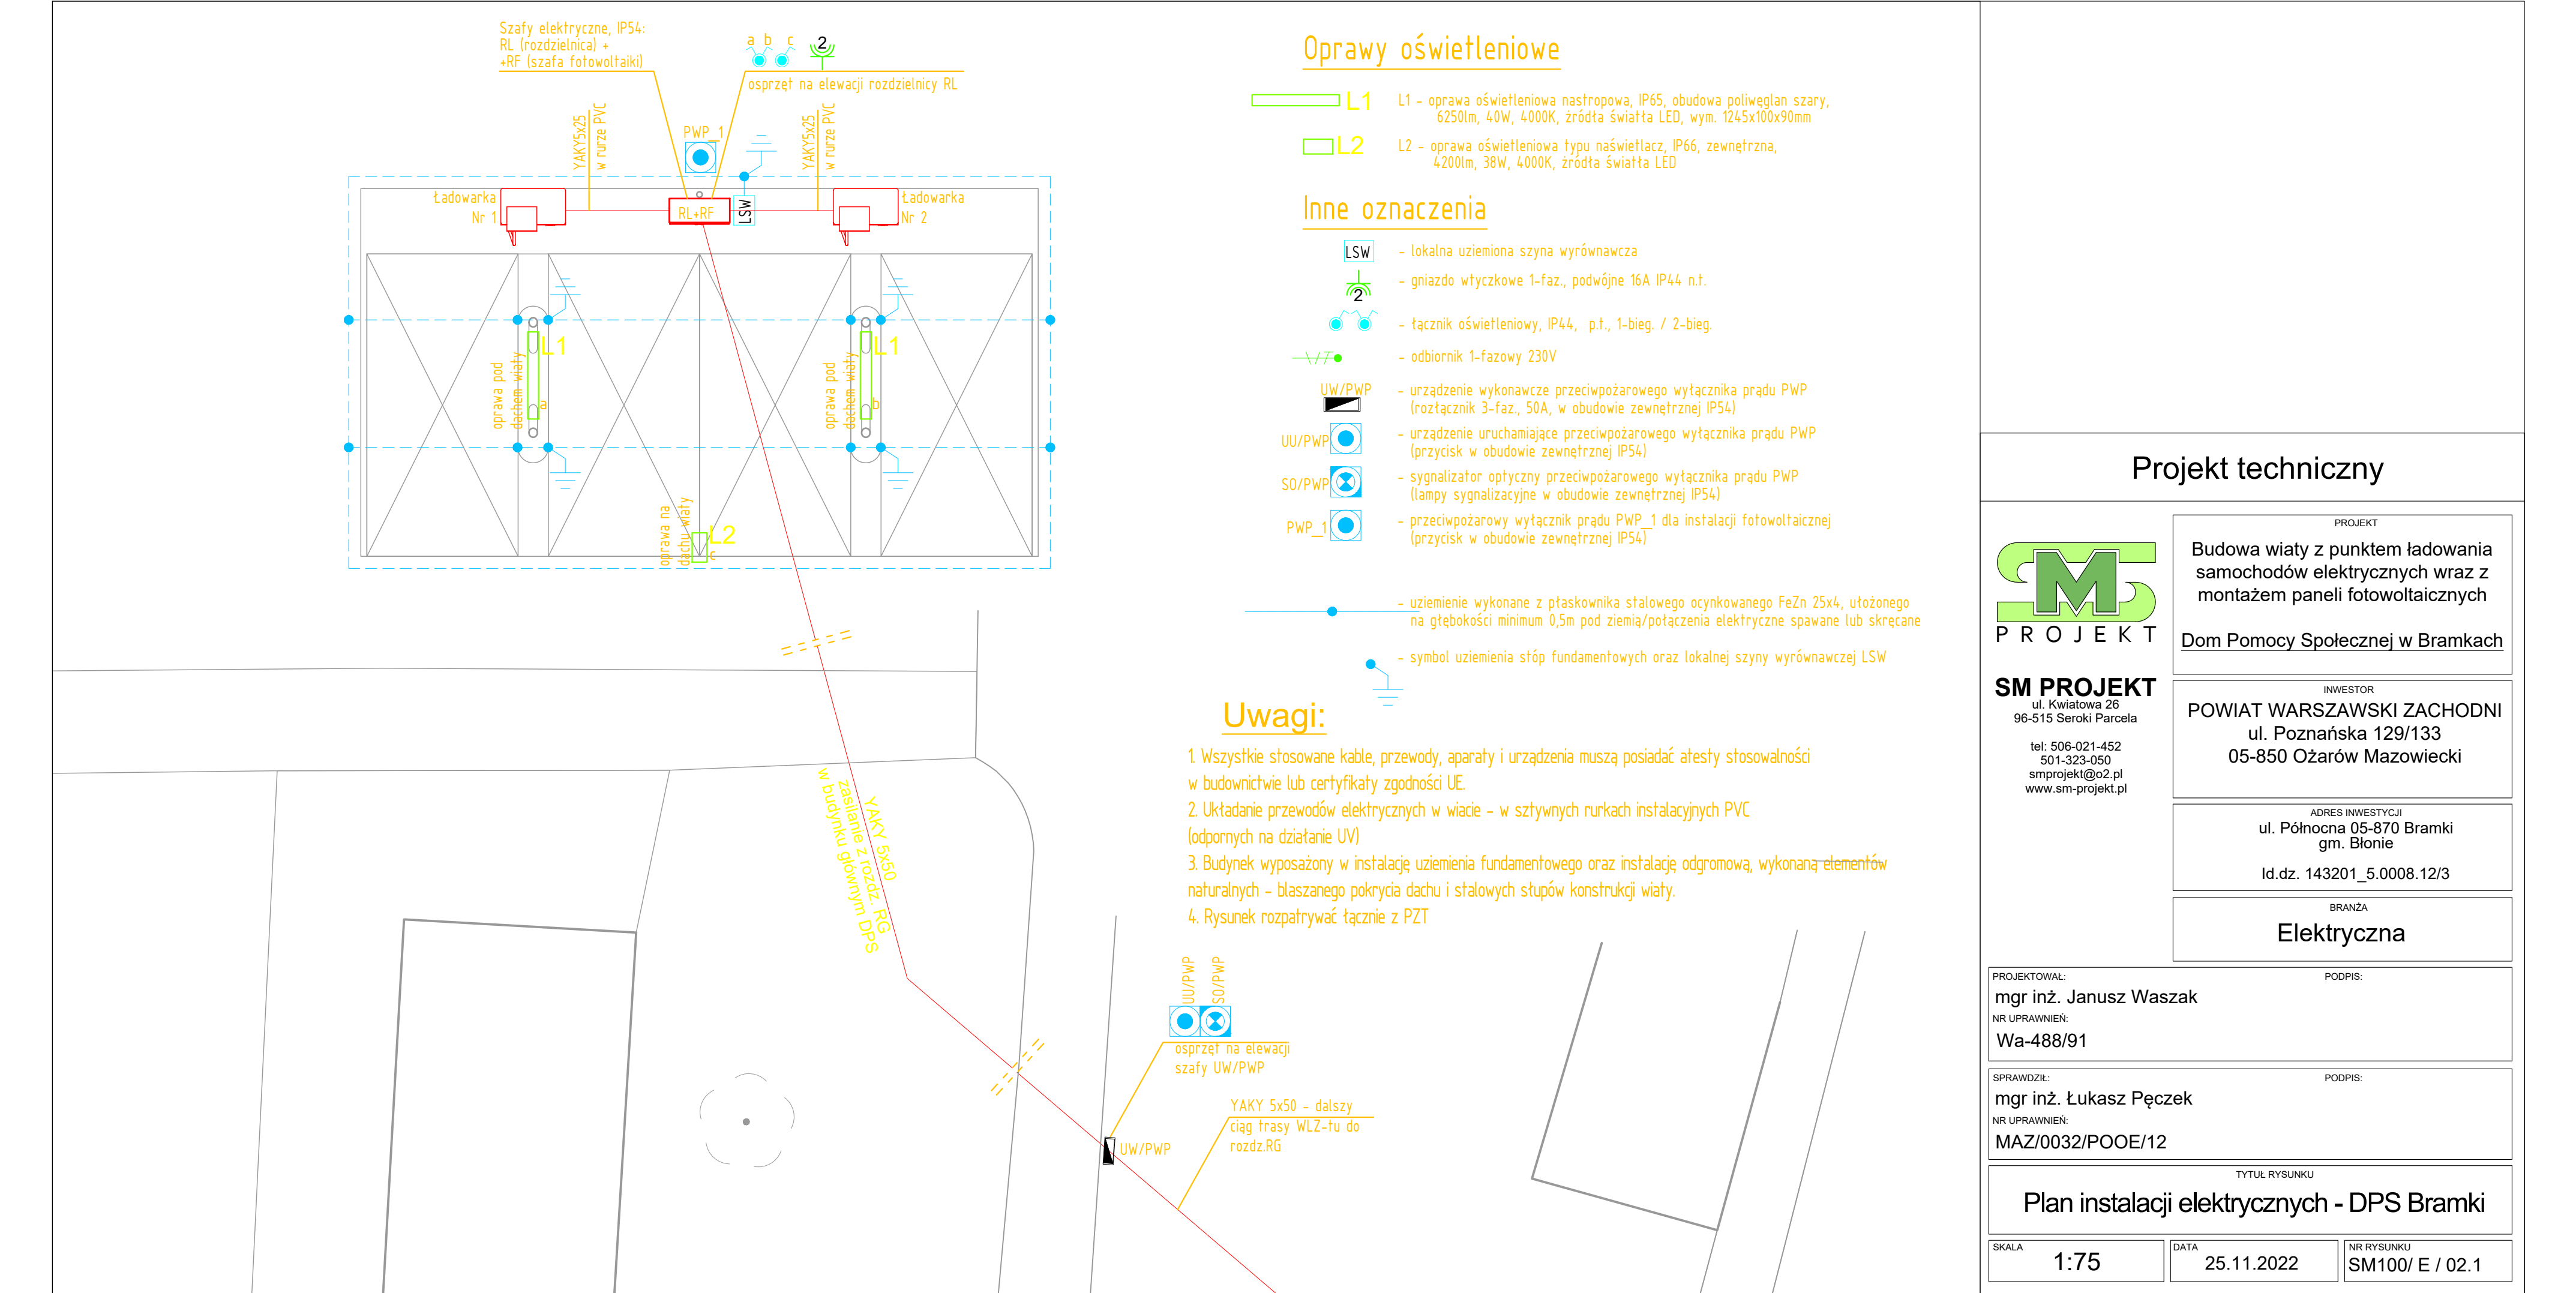 Szafy elektryczne, IP54:
RL (rozdzielnica) +
+RF (szafa fotowoltaiki)
a b c 2
osprzęt na elewacji rozdzielnicy RL
YAKY5x25
w rurze PVC
PWP_1
YAKY5x25
w rurze PVC
Ładowarka
Nr 1
RL+RF
LSW
Ładowarka
Nr 2
L1
oprawa pod
dachem wiaty
a
L1
oprawa pod
dachem wiaty
b
oprawa na
dachu wiaty
L2
c
YAKY 5x50
zasilanie z rozdz. RG
w budynku głównym DPS
UU/PWP
SO/PWP
osprzęt na elewacji
szafy UW/PWP
UW/PWP
YAKY 5x50 - dalszy
ciąg trasy WLZ-tu do
rozdz.RG
Oprawy oświetleniowe
L1
L1 - oprawa oświetleniowa nastropowa, IP65, obudowa poliwęglan szary,
6250lm, 40W, 4000K, żródła światła LED, wym. 1245x100x90mm
L2
L2 - oprawa oświetleniowa typu naświetlacz, IP66, zewnętrzna,
4200lm, 38W, 4000K, żródła światła LED
Inne oznaczenia
LSW
- lokalna uziemiona szyna wyrównawcza
2
- gniazdo wtyczkowe 1-faz., podwójne 16A IP44 n.t.
- łącznik oświetleniowy, IP44, p.t., 1-bieg. / 2-bieg.
- odbiornik 1-fazowy 230V
UW/PWP
- urządzenie wykonawcze przeciwpożarowego wyłącznika prądu PWP
(rozłącznik 3-faz., 50A, w obudowie zewnętrznej IP54)
UU/PWP
- urządzenie uruchamiające przeciwpożarowego wyłącznika prądu PWP
(przycisk w obudowie zewnętrznej IP54)
SO/PWP
- sygnalizator optyczny przeciwpożarowego wyłącznika prądu PWP
(lampy sygnalizacyjne w obudowie zewnętrznej IP54)
PWP_1
- przeciwpożarowy wyłącznik prądu PWP_1 dla instalacji fotowoltaicznej
(przycisk w obudowie zewnętrznej IP54)
- uziemienie wykonane z płaskownika stalowego ocynkowanego FeZn 25x4, ułożonego
na głębokości minimum 0,5m pod ziemią/połączenia elektryczne spawane lub skręcane
- symbol uziemienia stóp fundamentowych oraz lokalnej szyny wyrównawczej LSW
Uwagi:
1. Wszystkie stosowane kable, przewody, aparaty i urządzenia muszą posiadać atesty stosowalności
w budownictwie lub certyfikaty zgodności UE.
2. Układanie przewodów elektrycznych w wiacie - w sztywnych rurkach instalacyjnych PVC
(odpornych na działanie UV)
3. Budynek wyposażony w instalację uziemienia fundamentowego oraz instalację odgromową, wykonaną elementów
naturalnych - blaszanego pokrycia dachu i stalowych słupów konstrukcji wiaty.
4. Rysunek rozpatrywać łącznie z PZT
Projekt techniczny
SM
PROJEKT
SM PROJEKT
ul. Kwiatowa 26
96-515 Seroki Parcela
tel: 506-021-452
501-323-050
smprojekt@o2.pl
www.sm-projekt.pl
PROJEKT
Budowa wiaty z punktem ładowania
samochodów elektrycznych wraz z
montażem paneli fotowoltaicznych
Dom Pomocy Społecznej w Bramkach
INWESTOR
POWIAT WARSZAWSKI ZACHODNI
ul. Poznańska 129/133
05-850 Ożarów Mazowiecki
ADRES INWESTYCJI
ul. Północna 05-870 Bramki
gm. Błonie
Id.dz. 143201_5.0008.12/3
BRANŻA
Elektryczna
PROJEKTOWAŁ: PODPIS:
mgr inż. Janusz Waszak
NR UPRAWNIEŃ:
Wa-488/91
SPRAWDZIŁ: PODPIS:
mgr inż. Łukasz Pęczek
NR UPRAWNIEŃ:
MAZ/0032/POOE/12
TYTUŁ RYSUNKU
Plan instalacji elektrycznych - DPS Bramki
SKALA
1:75
DATA
25.11.2022
NR RYSUNKU
SM100/ E / 02.1